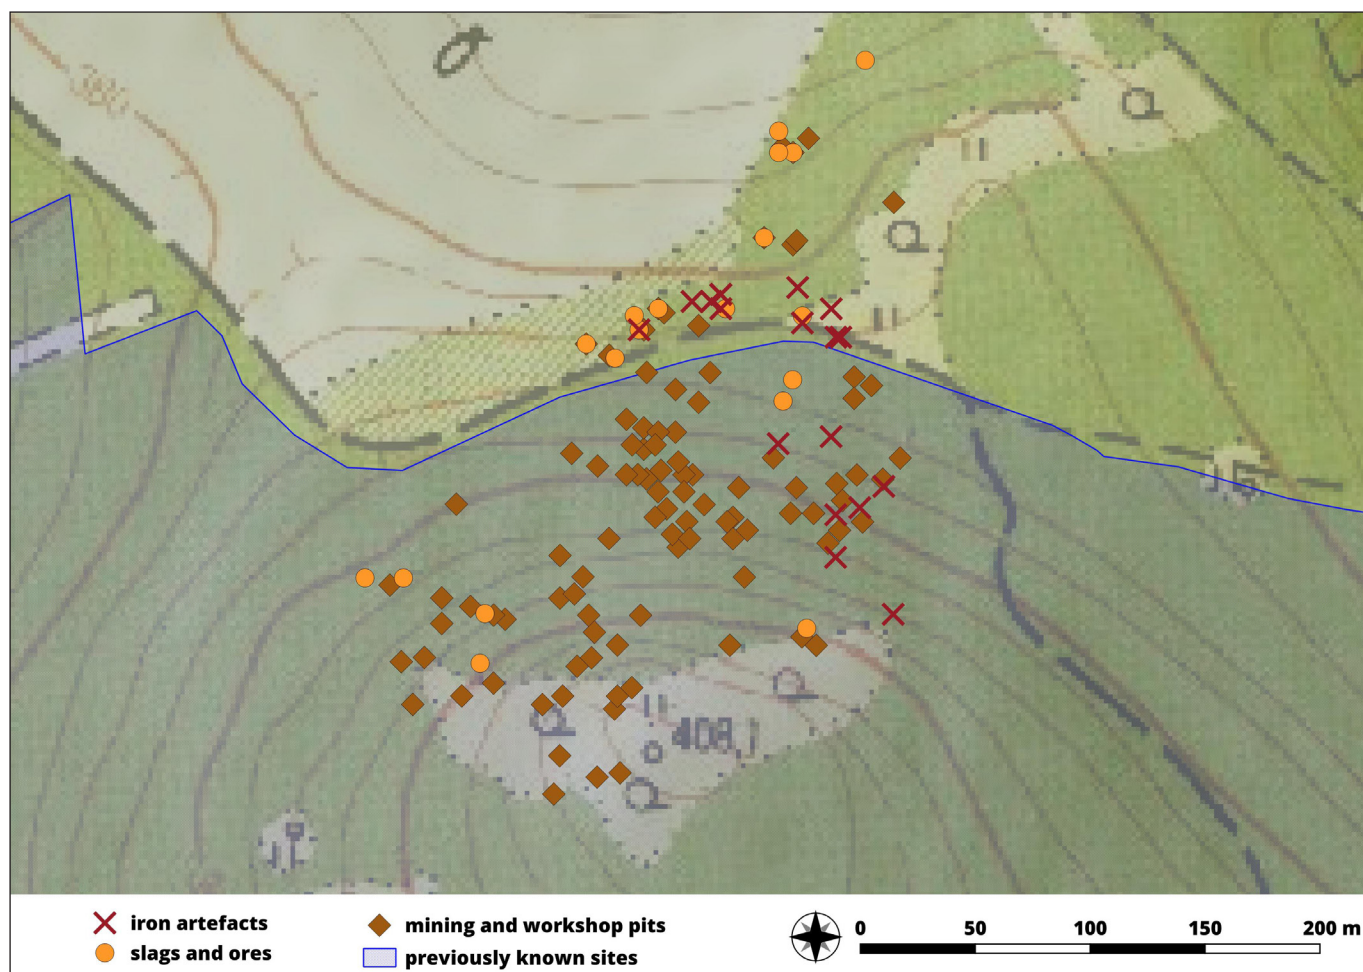 380
408,1
iron artefacts
slags and ores
mining and workshop pits
previously known sites
0 50 100 150 200 m